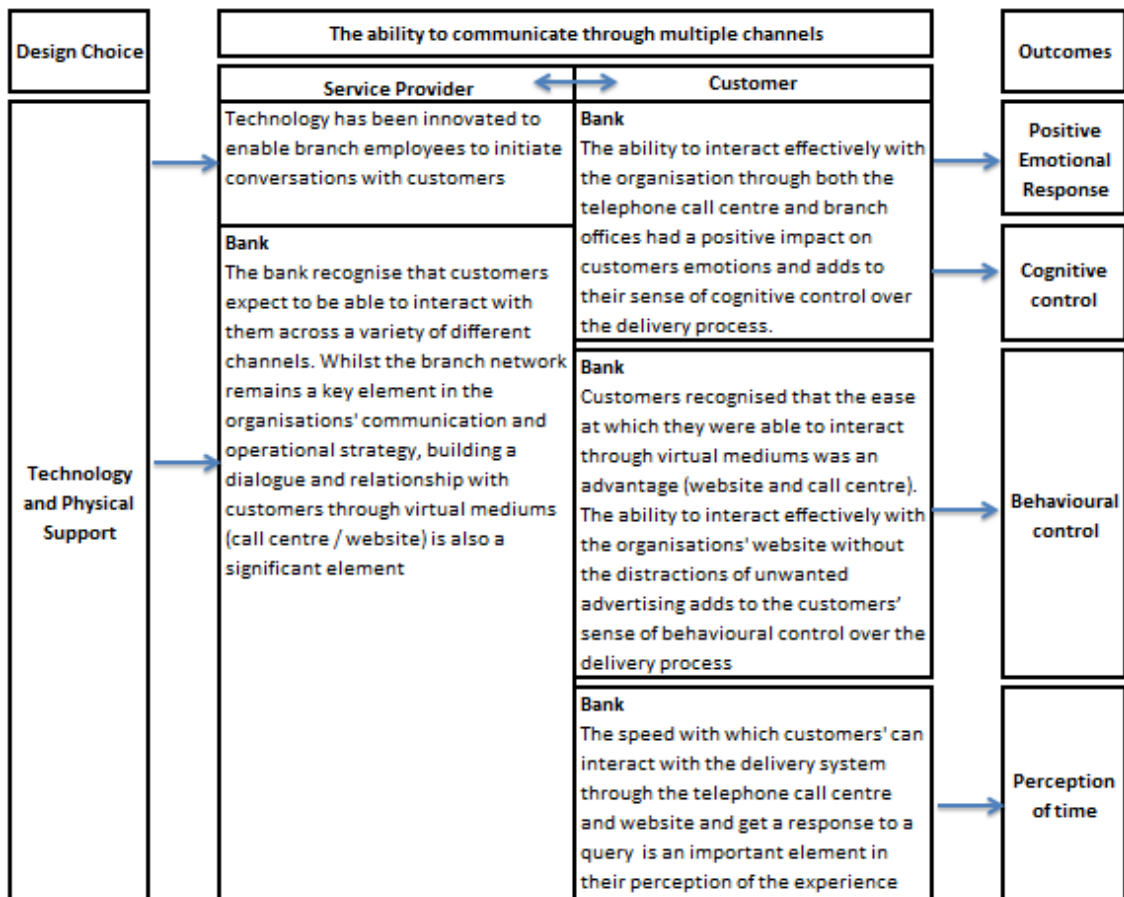 Design Choice
The ability to communicate through multiple channels
Outcomes
Service Provider
Customer
Technology and Physical
Support
Technology has been innovated to
enable branch employees to initiate
conversations with customers
Bank
The bank recognise that customers
expect to be able to interact with
them across a variety of different
channels. Whilst the branch network
remains a key element in the
organisations' communication and
operational strategy, building a
dialogue and relationship with
customers through virtual mediums
(call centre / website) is also a
significant element
Bank
The ability to interact effectively with
the organisation through both the
telephone call centre and branch
offices had a positive impact on
customers emotions and adds to
their sense of cognitive control over
the delivery process.
Bank
Customers recognised that the ease
at which they were able to interact
through virtual mediums was an
advantage (website and call centre).
The ability to interact effectively with
the organisations' website without
the distractions of unwanted
advertising adds to the customers’
sense of behavioural control over the
delivery process
Bank
The speed with which customers' can
interact with the delivery system
through the telephone call centre
and website and get a response to a
query is an important element in
their perception of the experience
Positive
Emotional
Response
Cognitive
control
Behavioural
control
Perception
of time